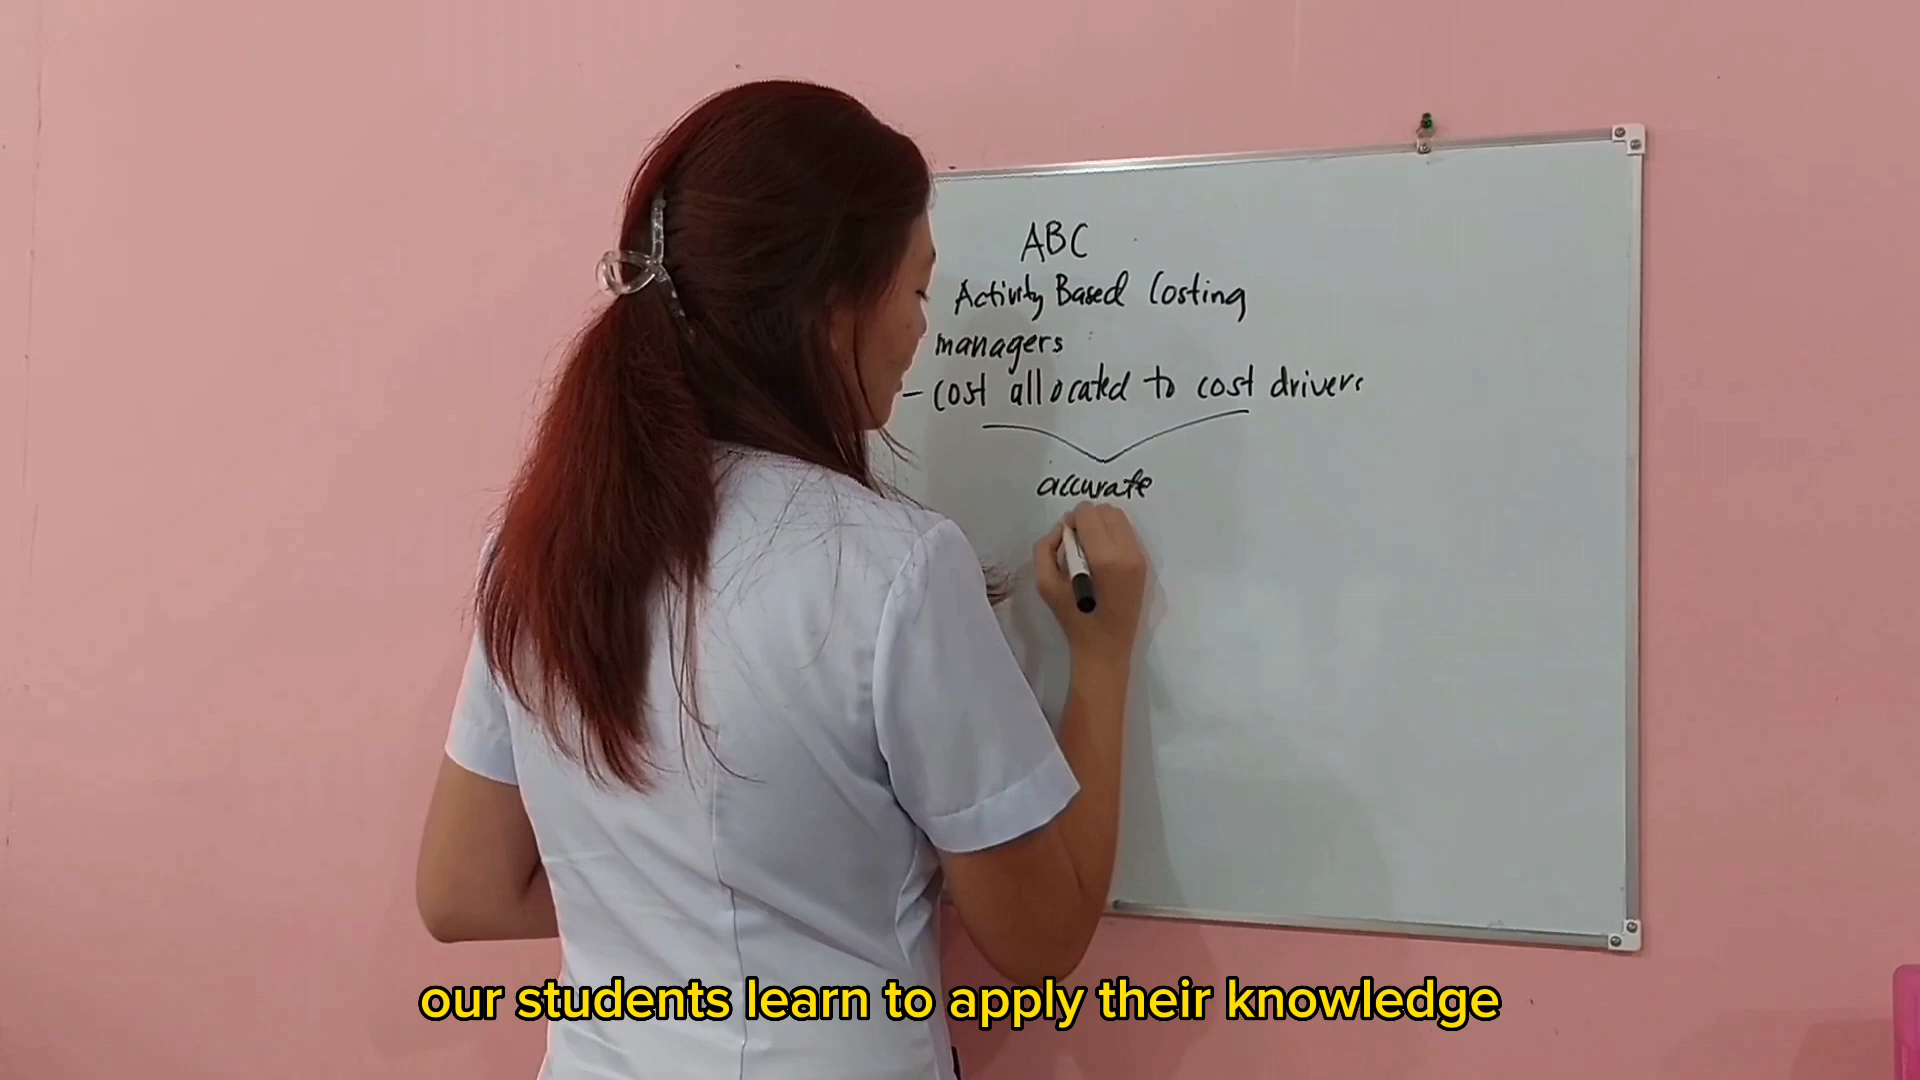 ABC
Activity Based Costing
managers
- cost allocated to cost drivers
accurate
our students learn to apply their knowledge